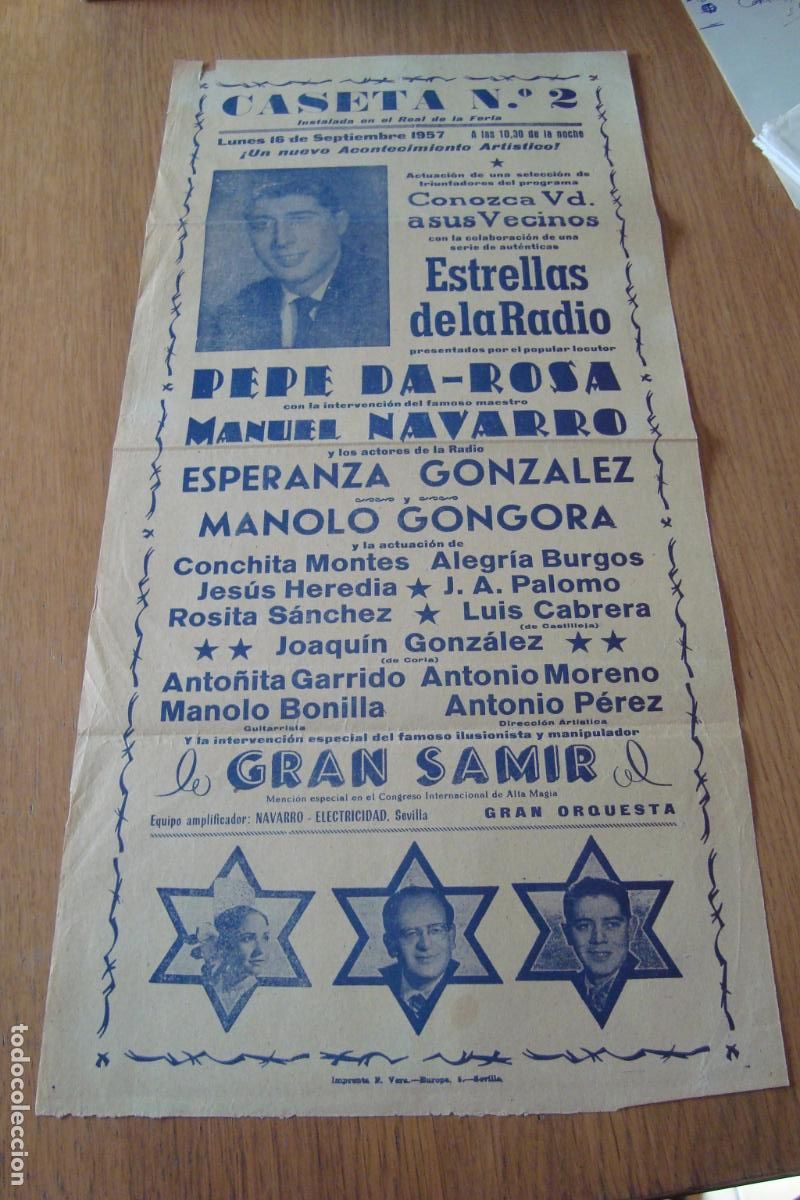 CASETA N.º 2
Instalada en el Real de la Feria
Lunes 16 de Septiembre 1957 A las 10,30 de la noche
¡Un nuevo Acontecimiento Artístico!
Actuación de una selección de
triunfadores del programa
Conozca Vd.
a sus Vecinos
con la colaboración de una
serie de auténticas
Estrellas
de la Radio
presentados por el popular locutor
PEPE DA-ROSA
con la intervención del famoso maestro
MANUEL NAVARRO
y los actores de la Radio
ESPERANZA GONZALEZ
y
MANOLO GONGORA
y la actuación de
Conchita Montes Alegría Burgos
Jesús Heredia ★ J. A. Palomo
Rosita Sánchez ★ Luis Cabrera
(de Castilleja)
★ ★ Joaquín González ★ ★
(de Coria)
Antoñita Garrido Antonio Moreno
Manolo Bonilla Antonio Pérez
Guitarrista Dirección Artística
Y la intervención especial del famoso ilusionista y manipulador
GRAN SAMIR
Mención especial en el Congreso Internacional de Alta Magia
Equipo amplificador: NAVARRO - ELECTRICIDAD. Sevilla GRAN ORQUESTA
Imprenta F. Vera.—Europa, 5.—Sevilla.
todocoleccion